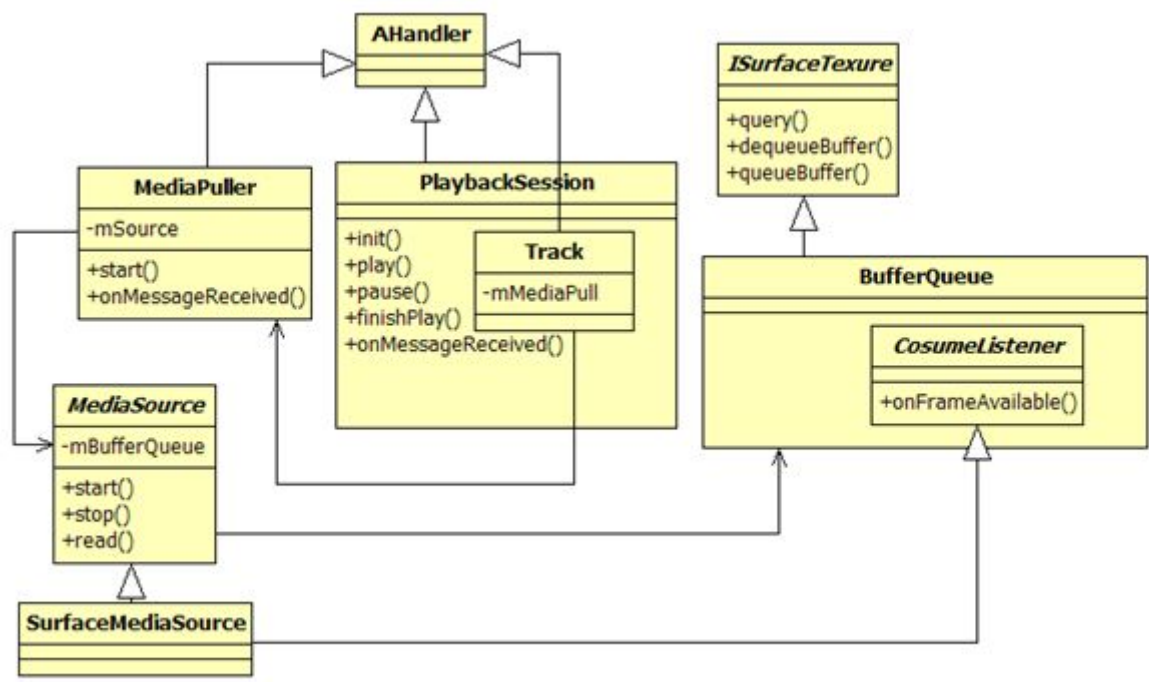 AHandler
ISurfaceTexure
+query()
+dequeueBuffer()
+queueBuffer()
MediaPuller
-mSource
+start()
+onMessageReceived()
PlaybackSession
+init()
+play()
+pause()
+finishPlay()
+onMessageReceived()
Track
-mMediaPull
BufferQueue
CosumeListener
+onFrameAvailable()
MediaSource
-mBufferQueue
+start()
+stop()
+read()
SurfaceMediaSource